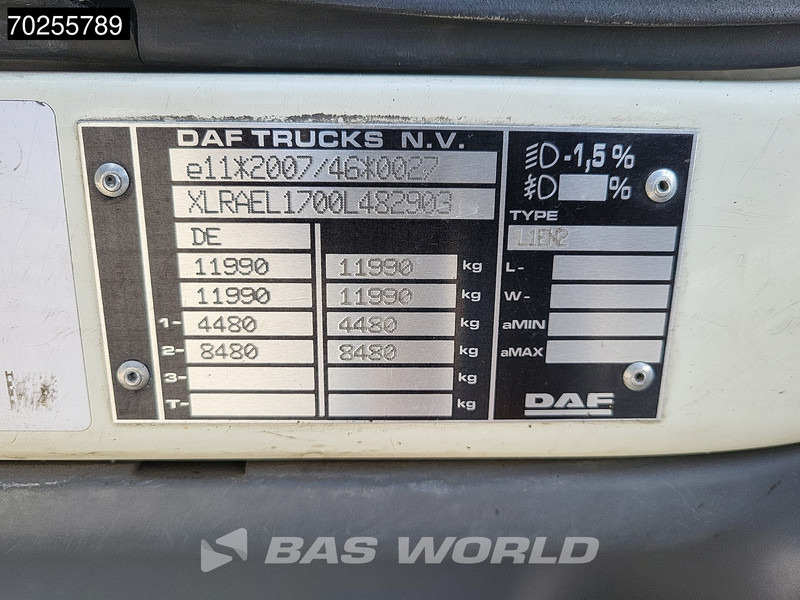 70255789
DAF TRUCKS N.V.
e11*2007/46*0027
XLRAEL1700L482903
DE
11990 11990 kg
11990 11990 kg
1- 4480 4480 kg
2- 8480 8480 kg
3- kg
T- kg
-1,5 %
%
TYPE
L1EN2
L-
W-
aMIN
aMAX
DAF
BAS WORLD